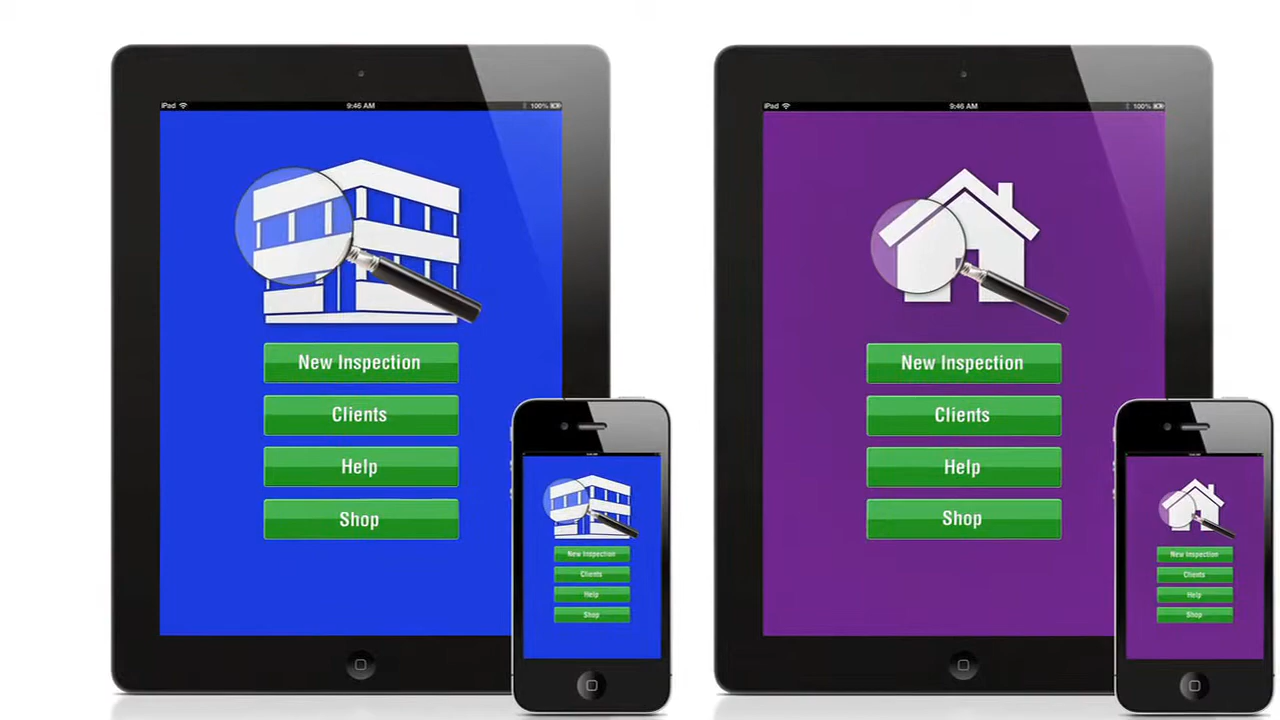 iPad 9:46 AM 100%
New Inspection
Clients
Help
Shop
New Inspection
Clients
Help
Shop
iPad 9:46 AM 100%
New Inspection
Clients
Help
Shop
New Inspection
Clients
Help
Shop